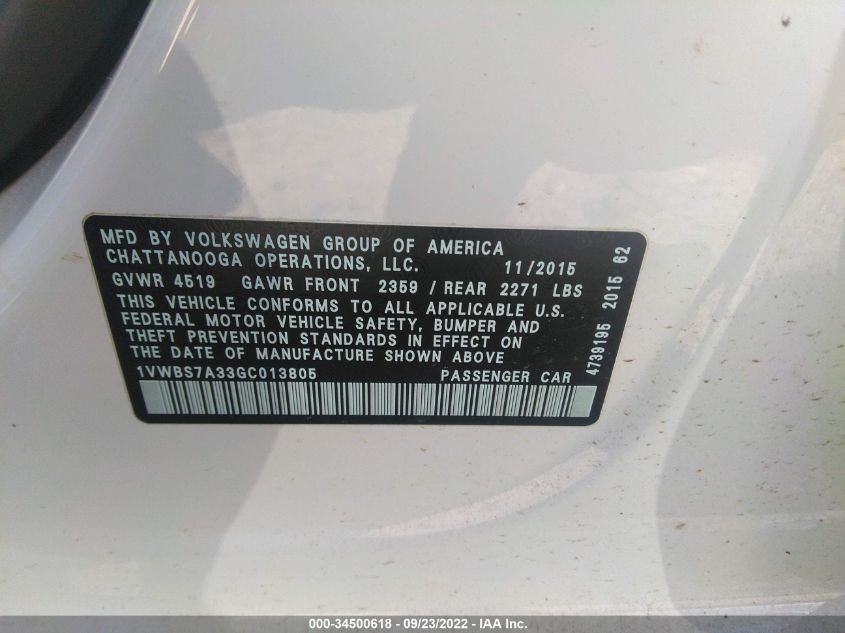 MFD BY VOLKSWAGEN GROUP OF AMERICA
CHATTANOOGA OPERATIONS, LLC. 11/2015
GVWR 4519 GAWR FRONT 2359 / REAR 2271 LBS
THIS VEHICLE CONFORMS TO ALL APPLICABLE U.S.
FEDERAL MOTOR VEHICLE SAFETY, BUMPER AND
THEFT PREVENTION STANDARDS IN EFFECT ON
THE DATE OF MANUFACTURE SHOWN ABOVE
1VWBS7A33GC013805 PASSENGER CAR
4739195 2015 62
000-34500618 - 09/23/2022 - IAA Inc.